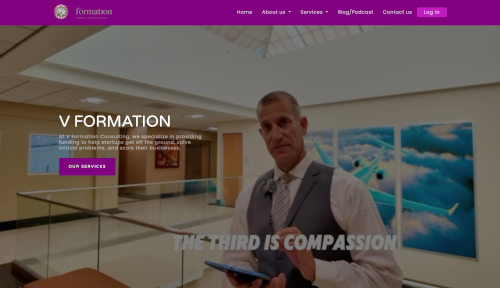 formation
Home
About us
Services
Blog/Podcast
Contact us
Log In
V FORMATION
At V Formation Consulting, we specialize in providing
funding to help startups get off the ground, solve
critical problems, and scale their businesses.
OUR SERVICES
THE THIRD IS COMPASSION